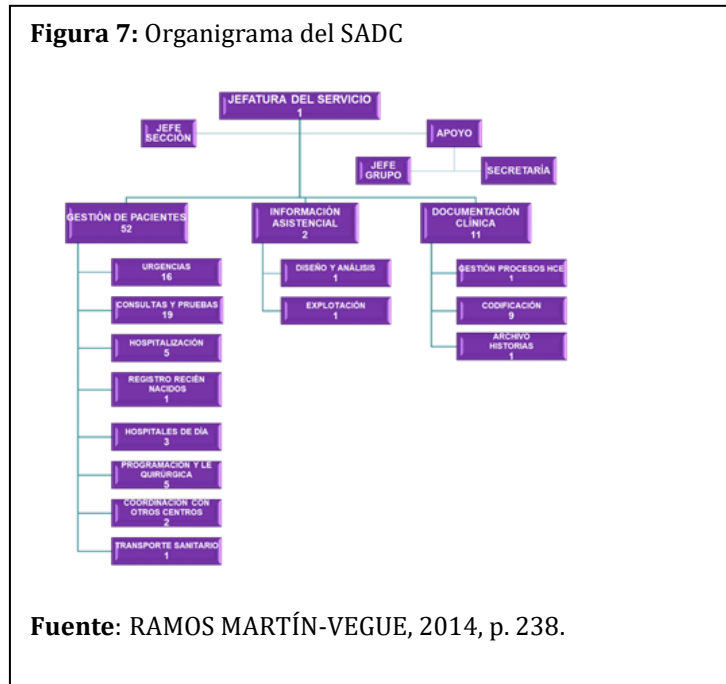 Figura 7: Organigrama del SADC
JEFATURA DEL SERVICIO
1
JEFE
SECCIÓN
APOYO
JEFE
GRUPO
SECRETARÍA
GESTIÓN DE PACIENTES
52
INFORMACIÓN
ASISTENCIAL
2
DOCUMENTACIÓN
CLÍNICA
11
URGENCIAS
16
CONSULTAS Y PRUEBAS
19
HOSPITALIZACIÓN
5
REGISTRO RECIÉN
NACIDOS
1
HOSPITALES DE DÍA
3
PROGRAMACIÓN Y LE
QUIRÚRGICA
5
COORDINACIÓN CON
OTROS CENTROS
2
TRANSPORTE SANITARIO
1
DISEÑO Y ANÁLISIS
1
EXPLOTACIÓN
1
GESTIÓN PROCESOS HCE
1
CODIFICACIÓN
9
ARCHIVO
HISTORIAS
1
Fuente: RAMOS MARTÍN-VEGUE, 2014, p. 238.